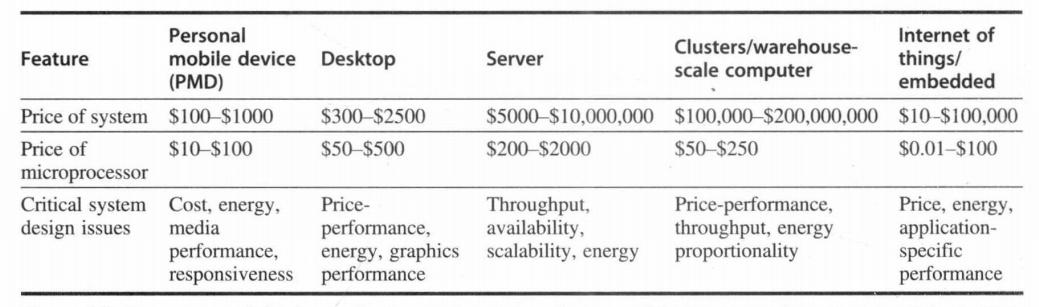 Feature Personal mobile device (PMD) Desktop Server Clusters/warehouse-scale computer Internet of things/embedded
Price of system $100–$1000 $300–$2500 $5000–$10,000,000 $100,000–$200,000,000 $10–$100,000
Price of microprocessor $10–$100 $50–$500 $200–$2000 $50–$250 $0.01–$100
Critical system design issues Cost, energy, media performance, responsiveness Price-performance, energy, graphics performance Throughput, availability, scalability, energy Price-performance, throughput, energy proportionality Price, energy, application-specific performance